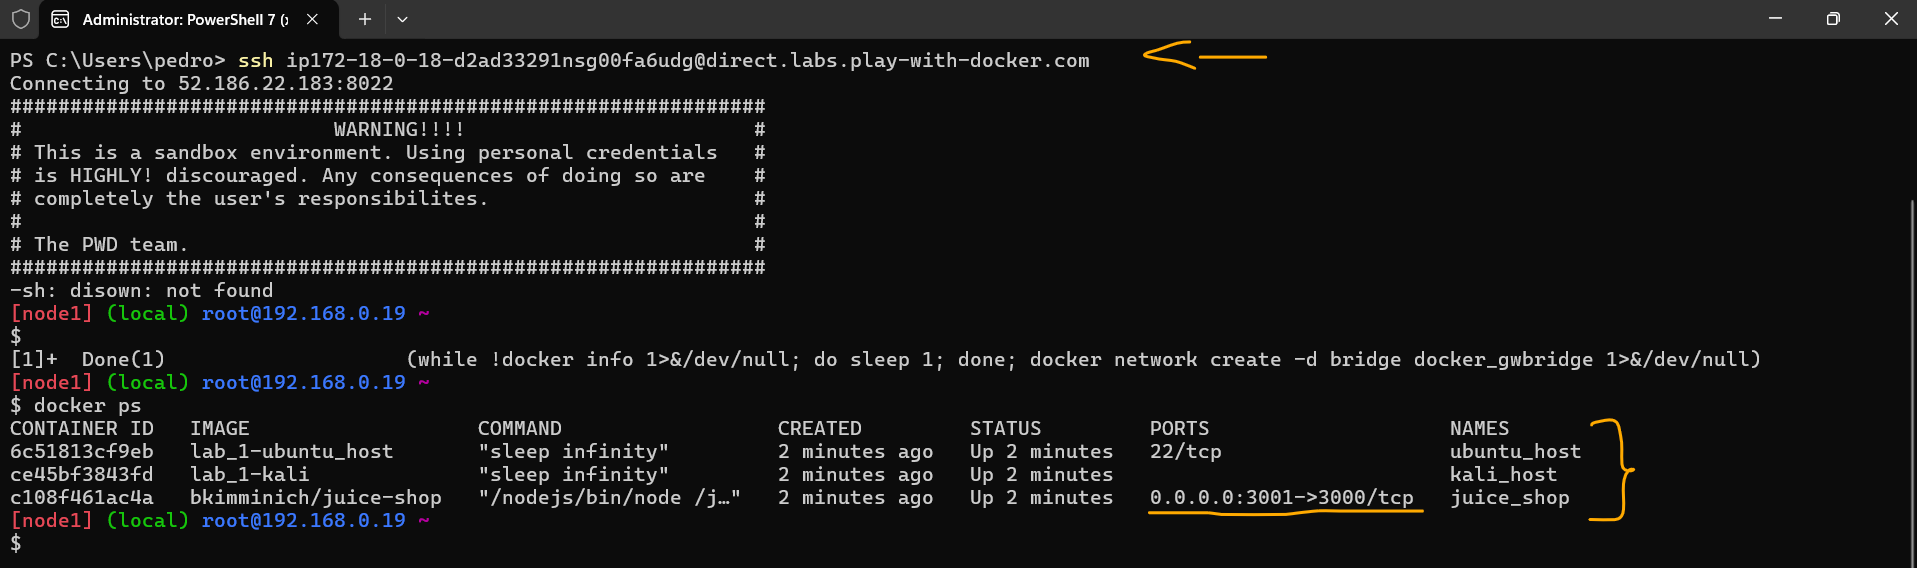 Administrator: PowerShell 7 (x
PS C:\Users\pedro> ssh ip172-18-0-18-d2ad33291nsg00fa6udg@direct.labs.play-with-docker.com
Connecting to 52.186.22.183:8022
###############################################################
#                          WARNING!!!!                        #
# This is a sandbox environment. Using personal credentials   #
# is HIGHLY! discouraged. Any consequences of doing so are    #
# completely the user's responsibilites.                      #
#                                                             #
# The PWD team.                                               #
###############################################################
-sh: disown: not found
[node1] (local) root@192.168.0.19 ~
$
[1]+  Done(1)                    (while !docker info 1>&/dev/null; do sleep 1; done; docker network create -d bridge docker_gwbridge 1>&/dev/null)
[node1] (local) root@192.168.0.19 ~
$ docker ps
CONTAINER ID   IMAGE                   COMMAND                  CREATED         STATUS         PORTS                    NAMES
6c51813cf9eb   lab_1-ubuntu_host       "sleep infinity"         2 minutes ago   Up 2 minutes   22/tcp                   ubuntu_host
ce45bf3843fd   lab_1-kali              "sleep infinity"         2 minutes ago   Up 2 minutes                            kali_host
c108f461ac4a   bkimminich/juice-shop   "/nodejs/bin/node /j…"   2 minutes ago   Up 2 minutes   0.0.0.0:3001->3000/tcp   juice_shop
[node1] (local) root@192.168.0.19 ~
$